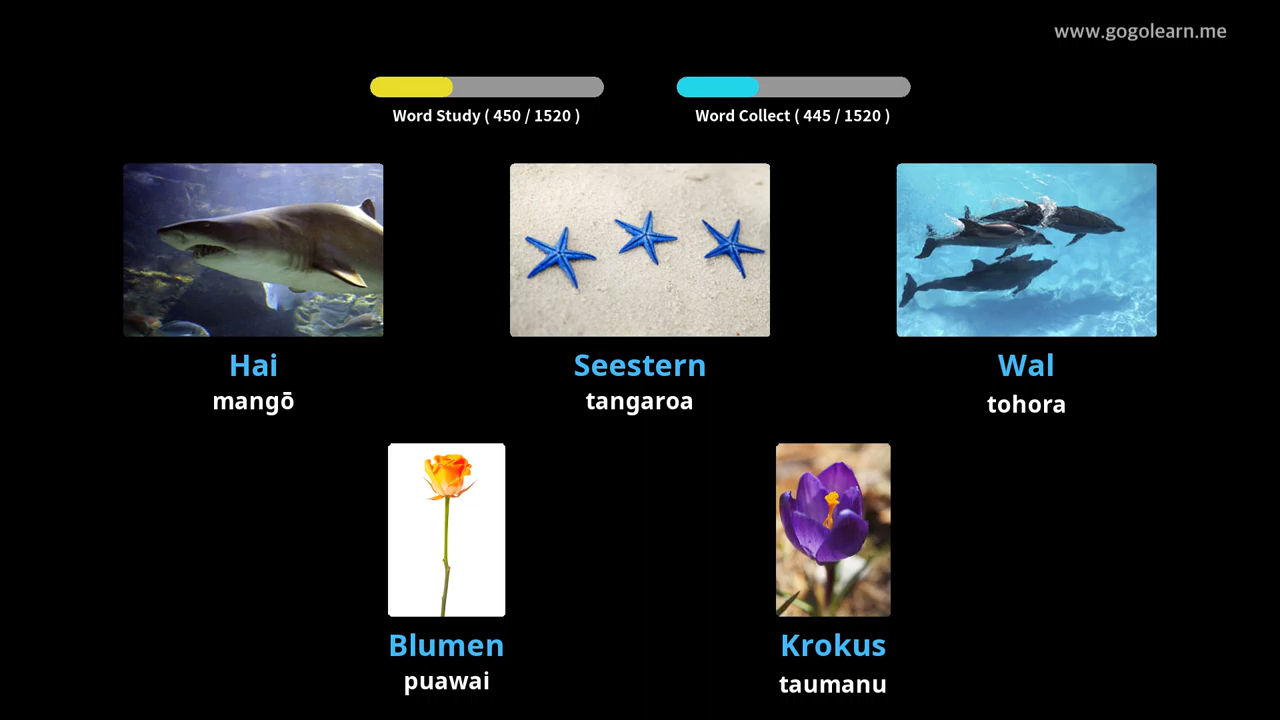 www.gogolearn.me
Word Study ( 450 / 1520 )
Word Collect ( 445 / 1520 )
Hai
mangō
Seestern
tangaroa
Wal
tohora
Blumen
puawai
Krokus
taumanu